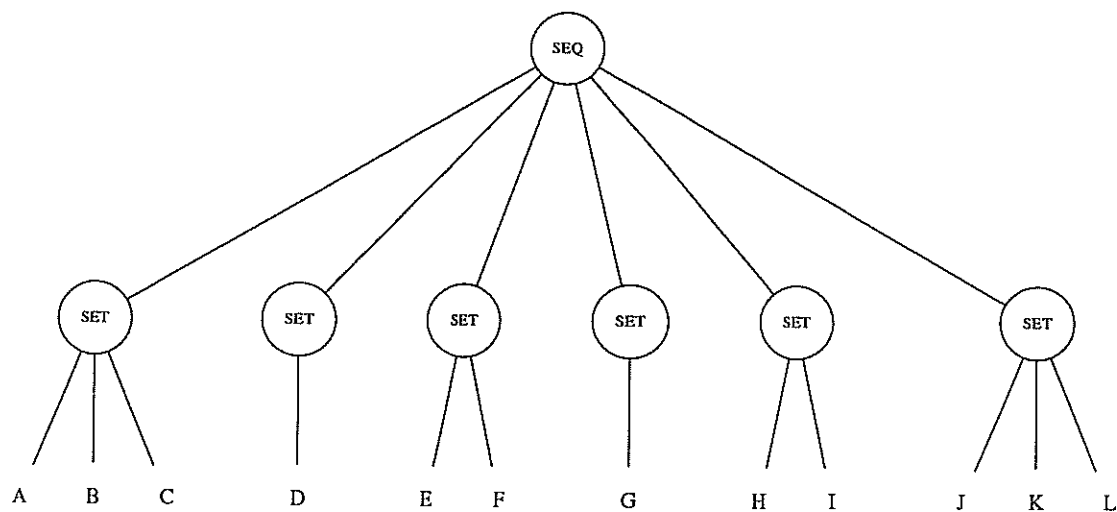 SEQ
SET SET SET SET SET SET
A B C D E F G H I J K L